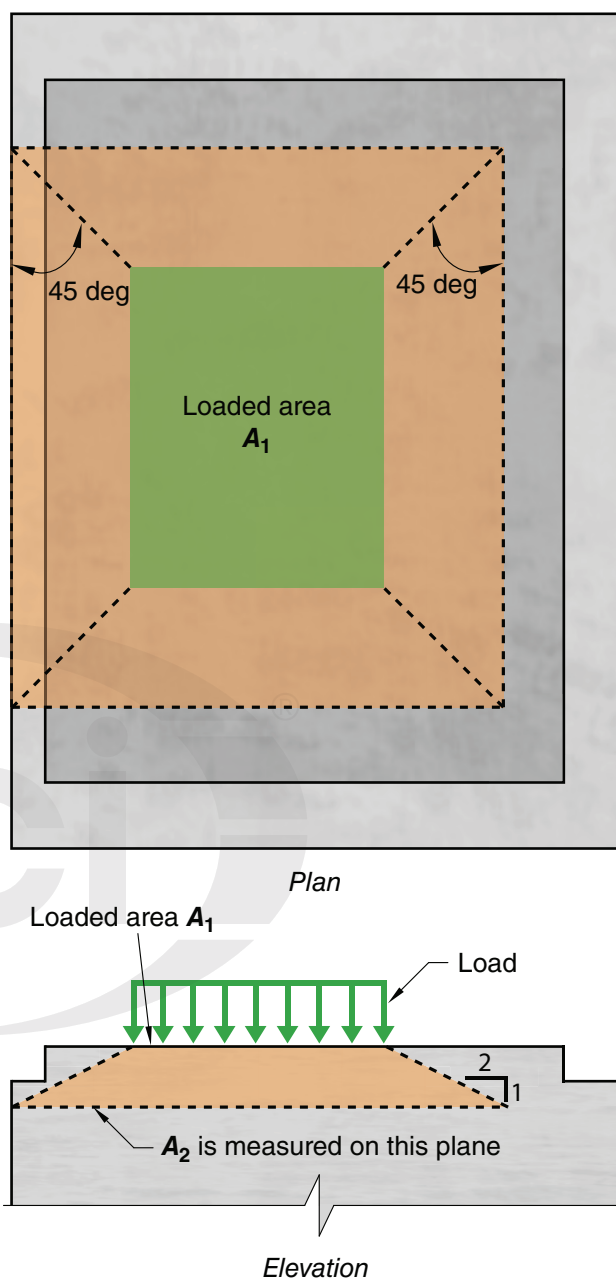 45 deg
45 deg
Loaded area
A1
®
Plan
Loaded area A1
Load
2
1
A2 is measured on this plane
Elevation